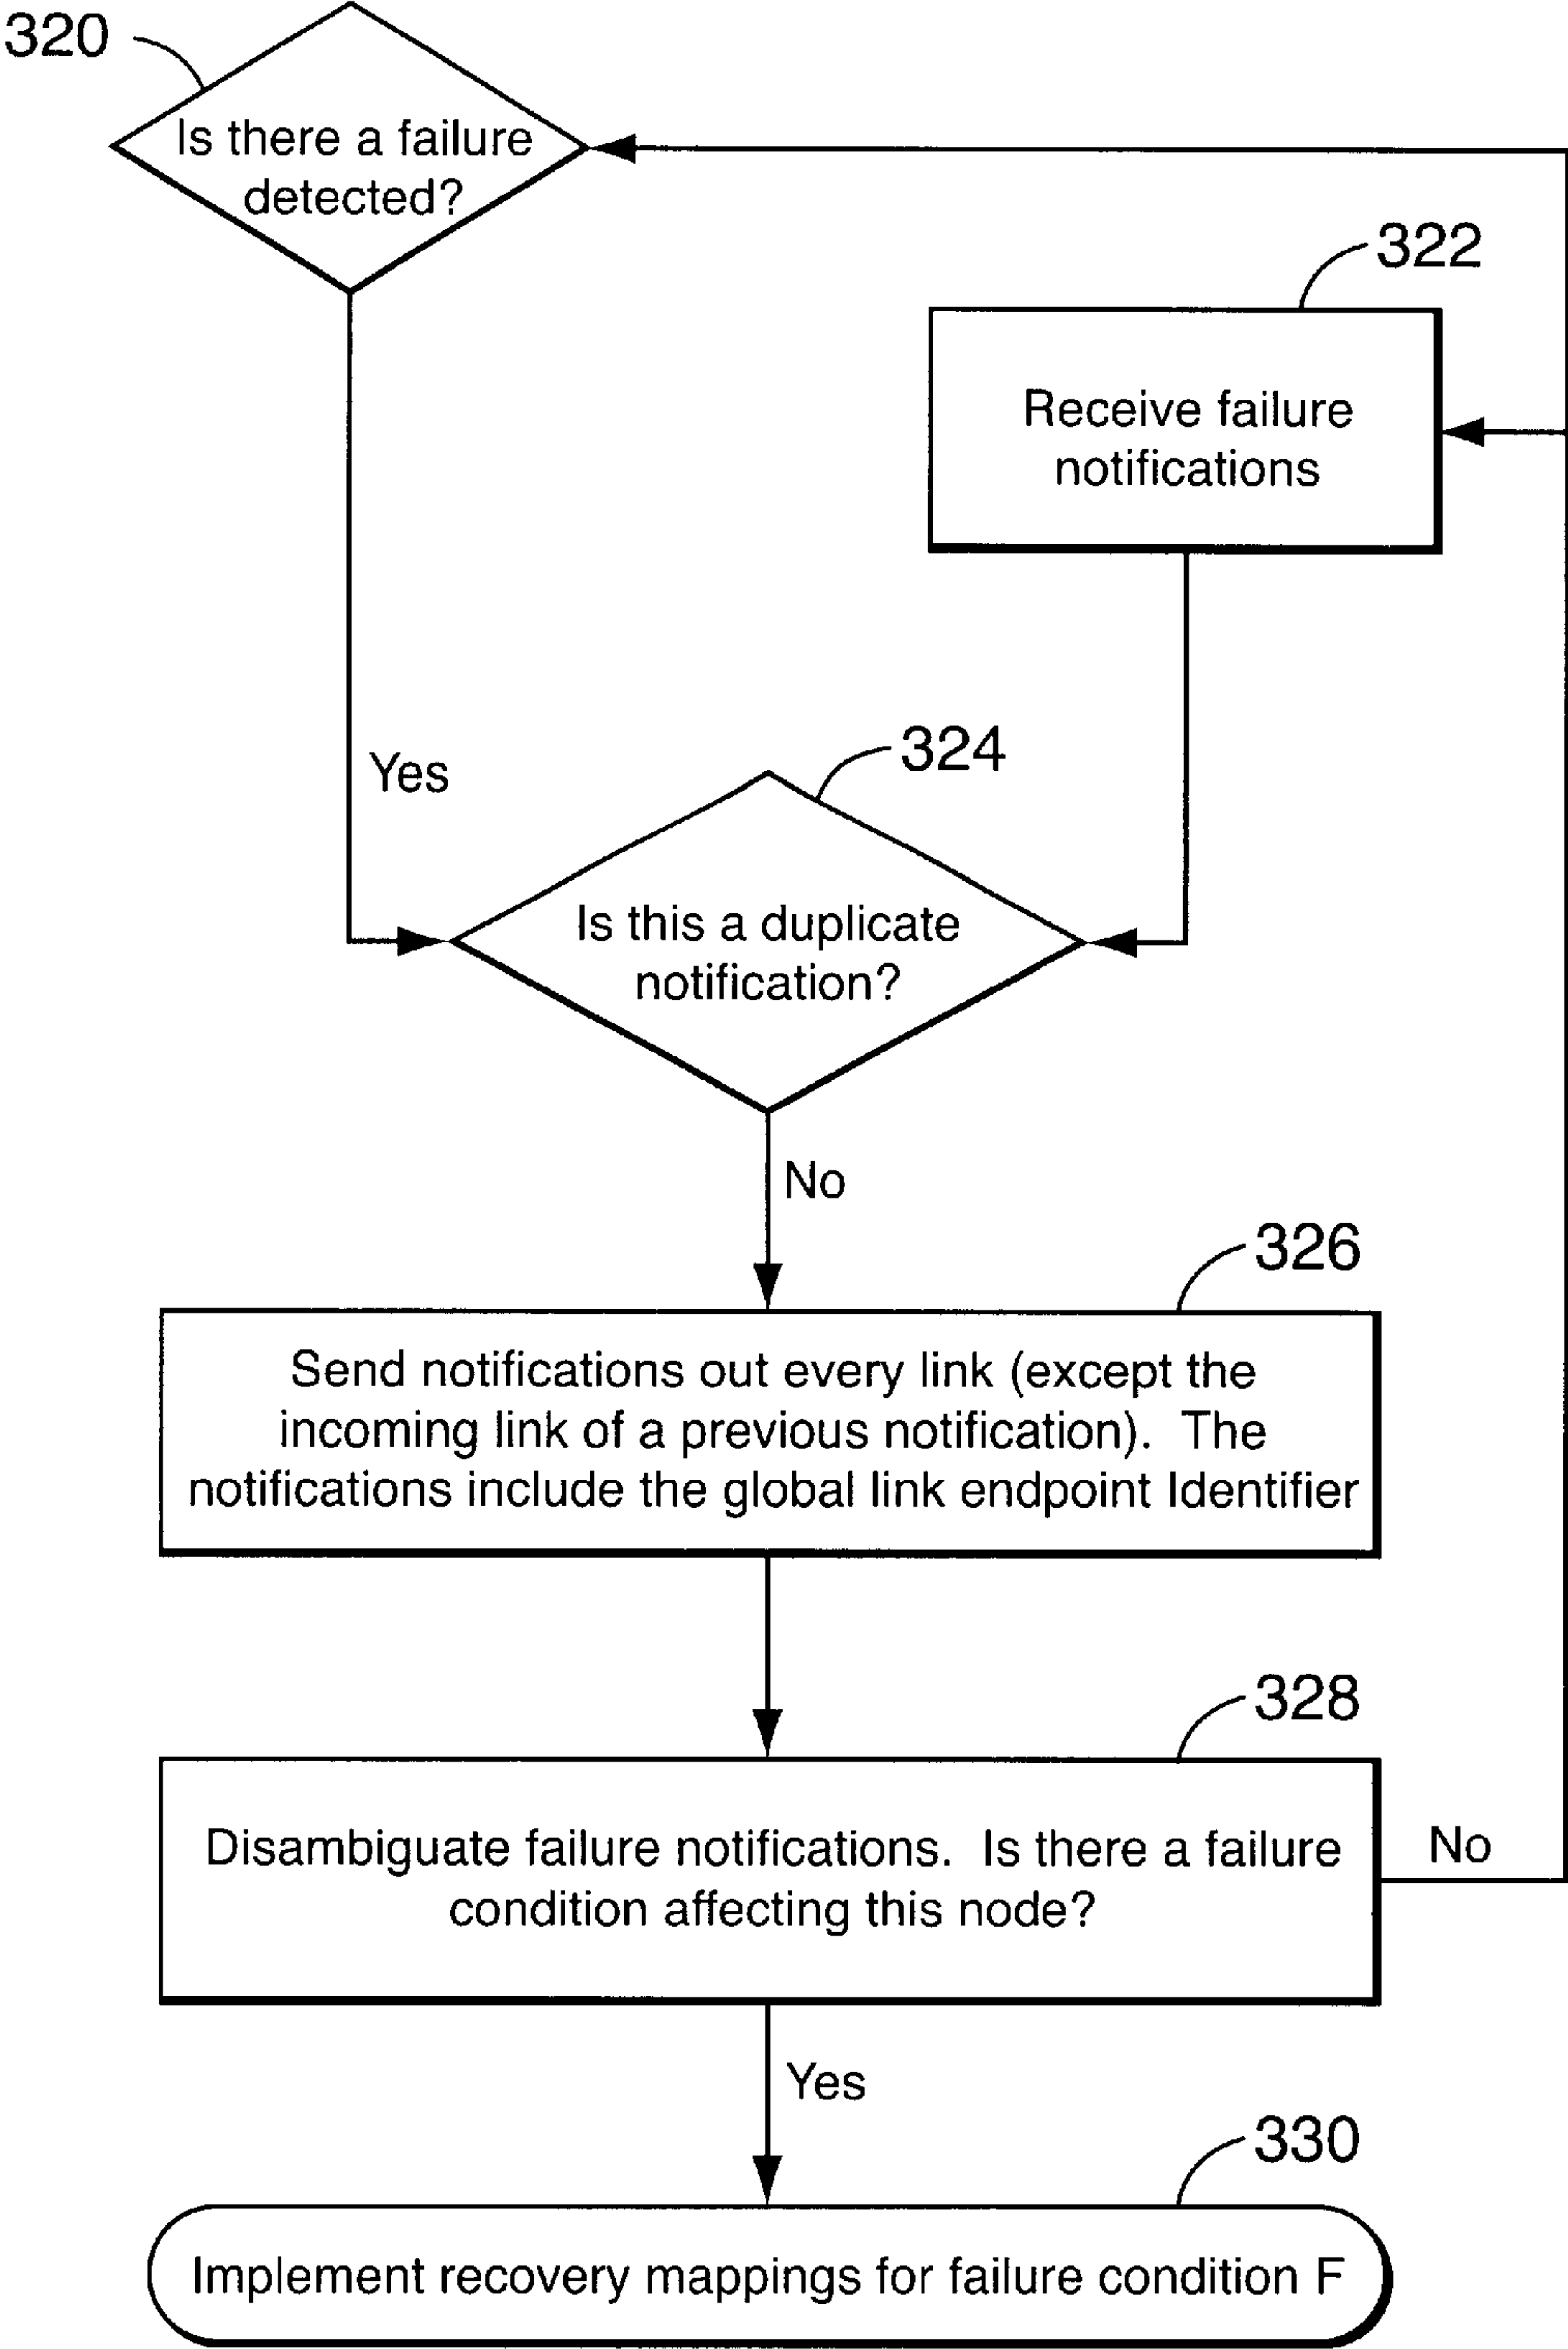 320
Is there a failure
detected?
322
Receive failure
notifications
Yes
324
Is this a duplicate
notification?
No
326
Send notifications out every link (except the
incoming link of a previous notification). The
notifications include the global link endpoint Identifier
328
Disambiguate failure notifications. Is there a failure
condition affecting this node?
No
Yes
330
Implement recovery mappings for failure condition F